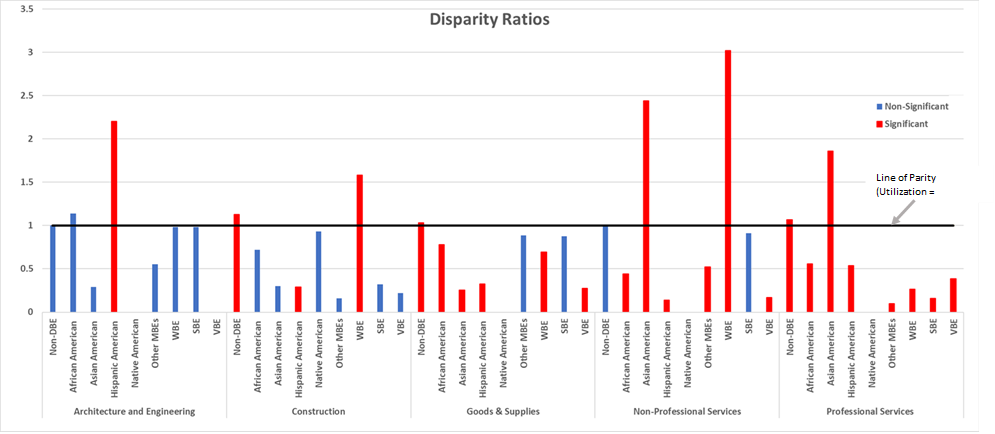 Disparity Ratios
3.5
3
2.5
2
1.5
1
0.5
0
Non-Significant
Significant
Line of Parity
(Utilization =
Non-DBE
African American
Asian American
Hispanic American
Native American
Other MBEs
WBE
SBE
VBE
Non-DBE
African American
Asian American
Hispanic American
Native American
Other MBEs
WBE
SBE
VBE
Non-DBE
African American
Asian American
Hispanic American
Native American
Other MBEs
WBE
SBE
VBE
Non-DBE
African American
Asian American
Hispanic American
Native American
Other MBEs
WBE
SBE
VBE
Non-DBE
African American
Asian American
Hispanic American
Native American
Other MBEs
WBE
SBE
VBE
Architecture and Engineering
Construction
Goods & Supplies
Non-Professional Services
Professional Services